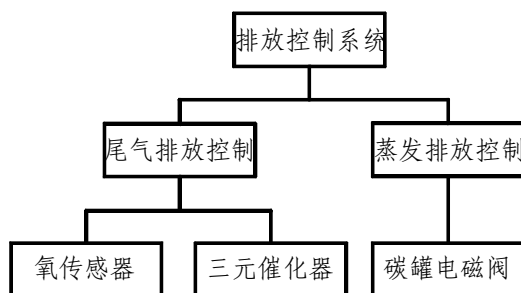 排放控制系统
尾气排放控制
蒸发排放控制
氧传感器
三元催化器
碳罐电磁阀